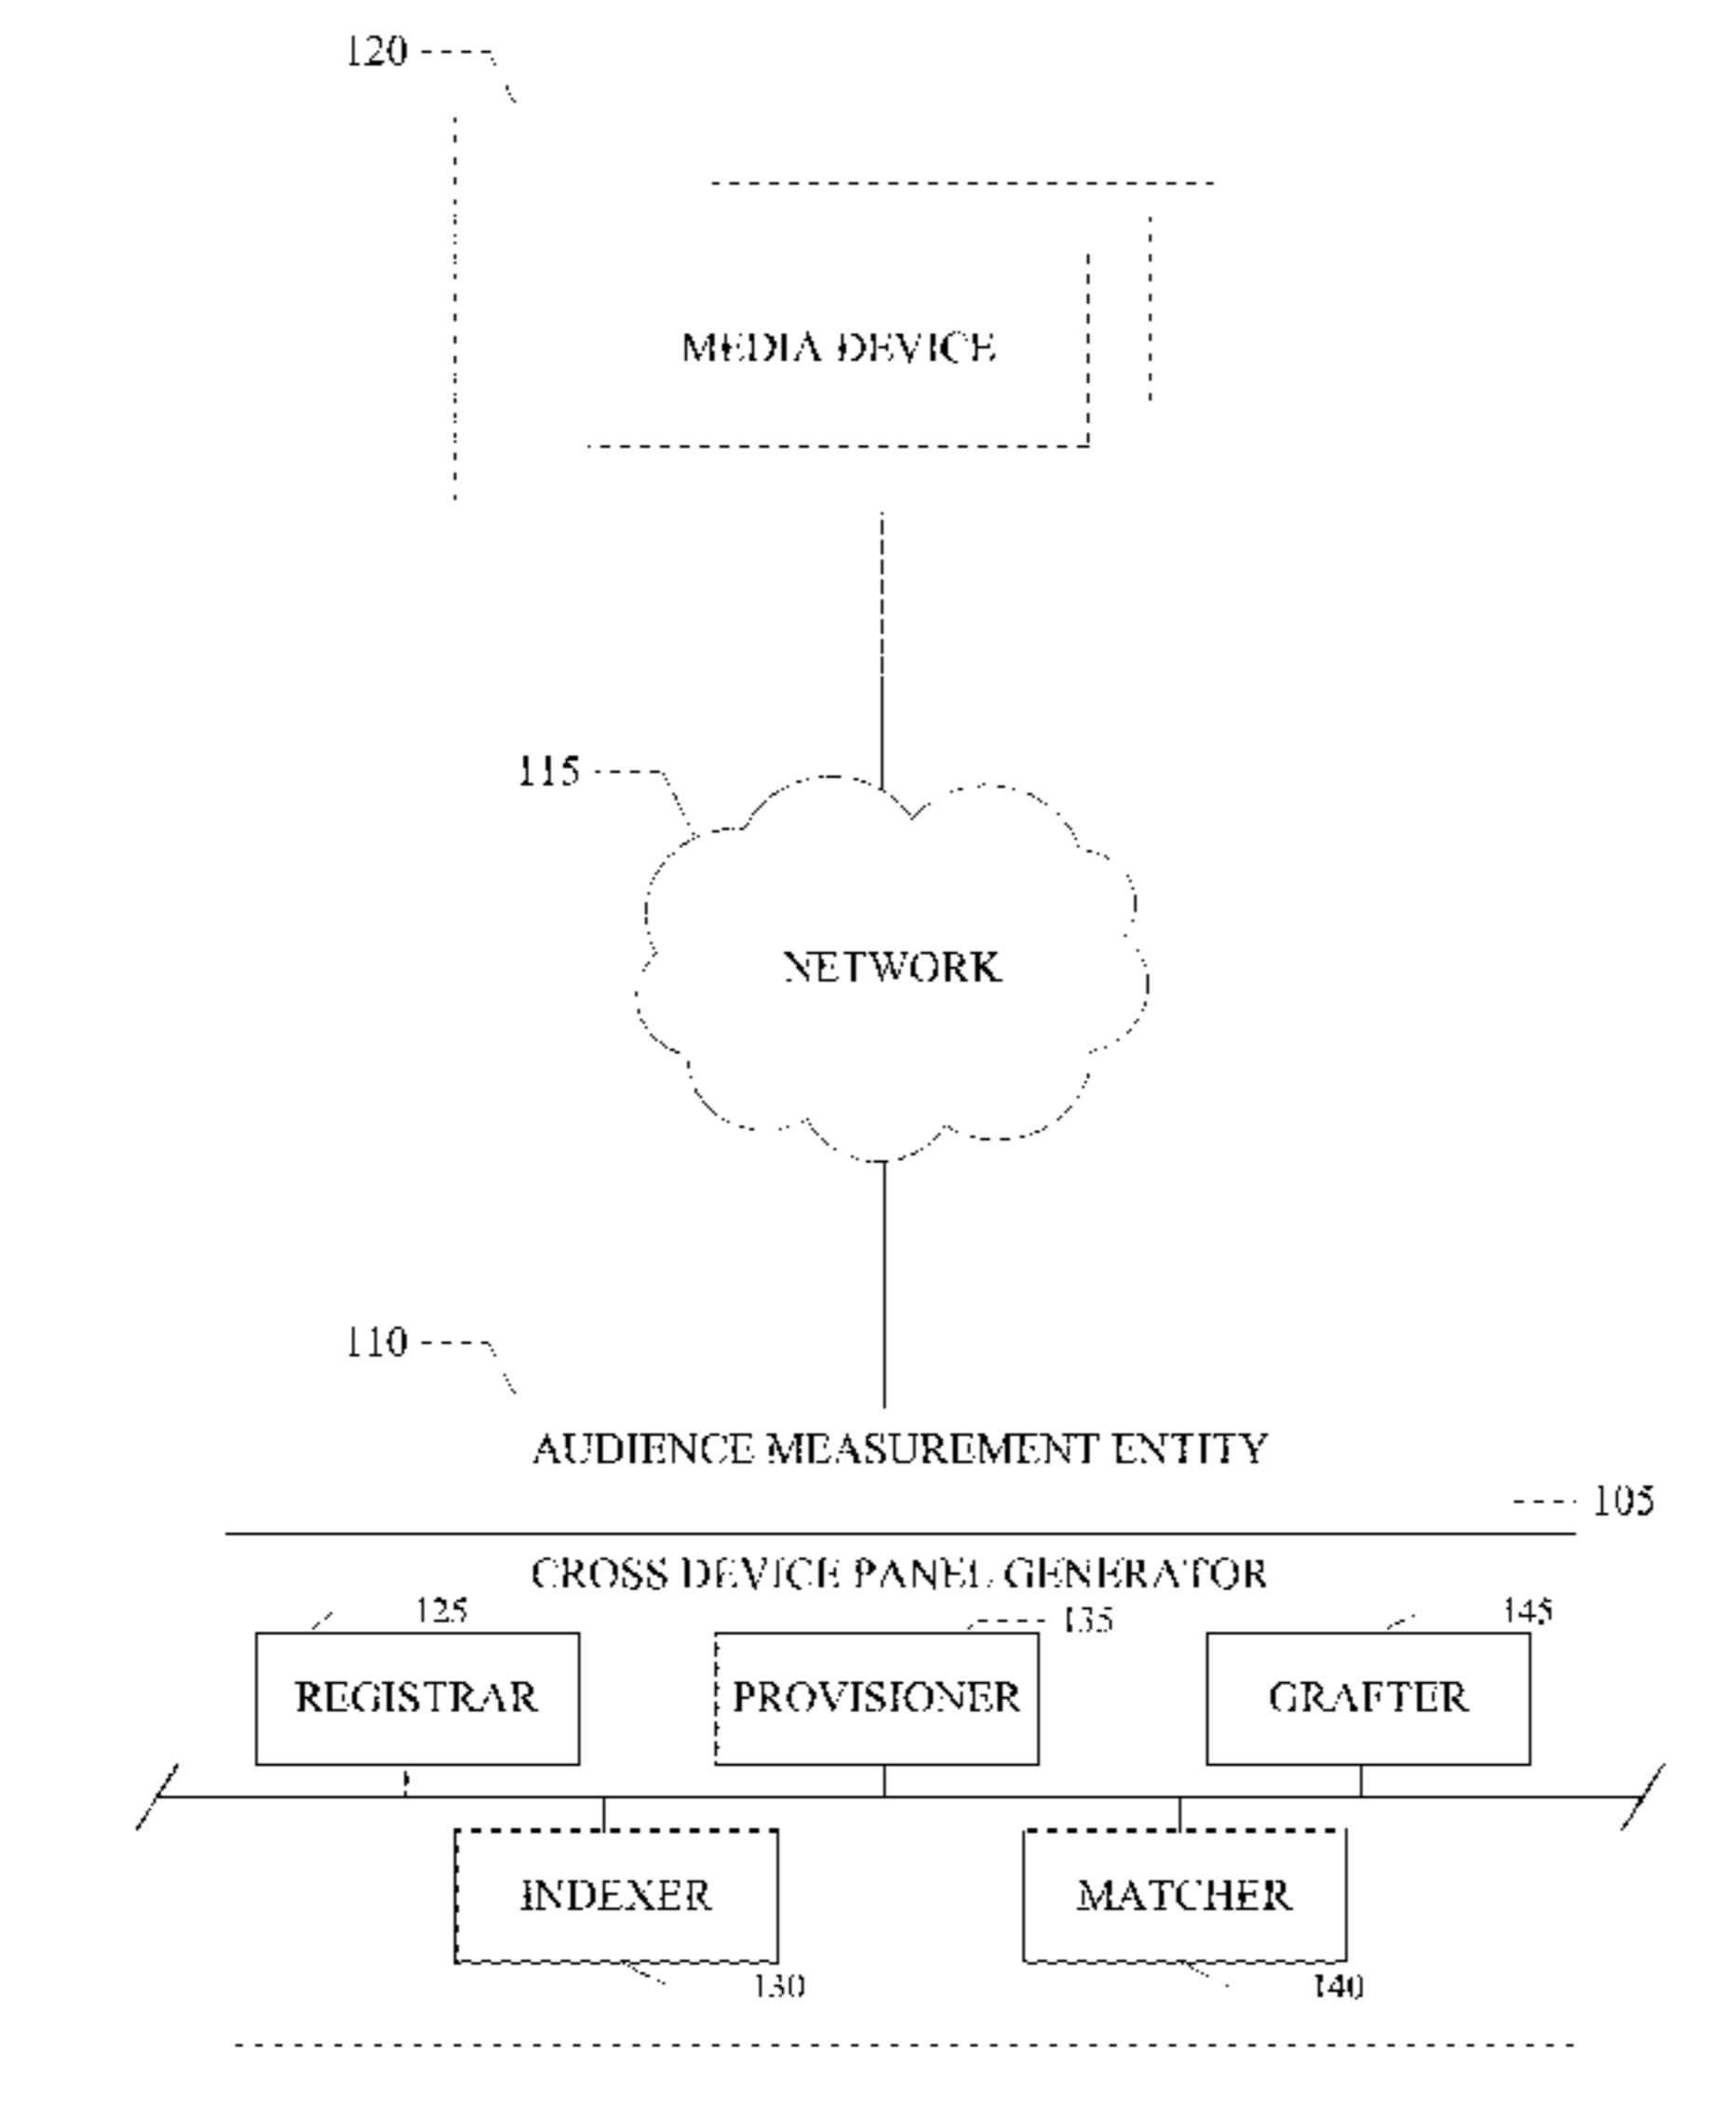 120
MEDIA DEVICE
115
NETWORK
110
AUDIENCE MEASUREMENT ENTITY
105
CROSS DEVICE PANEL GENERATOR
125
135
145
REGISTRAR
PROVISIONER
GRAFTER
INDEXER
MATCHER
130
140